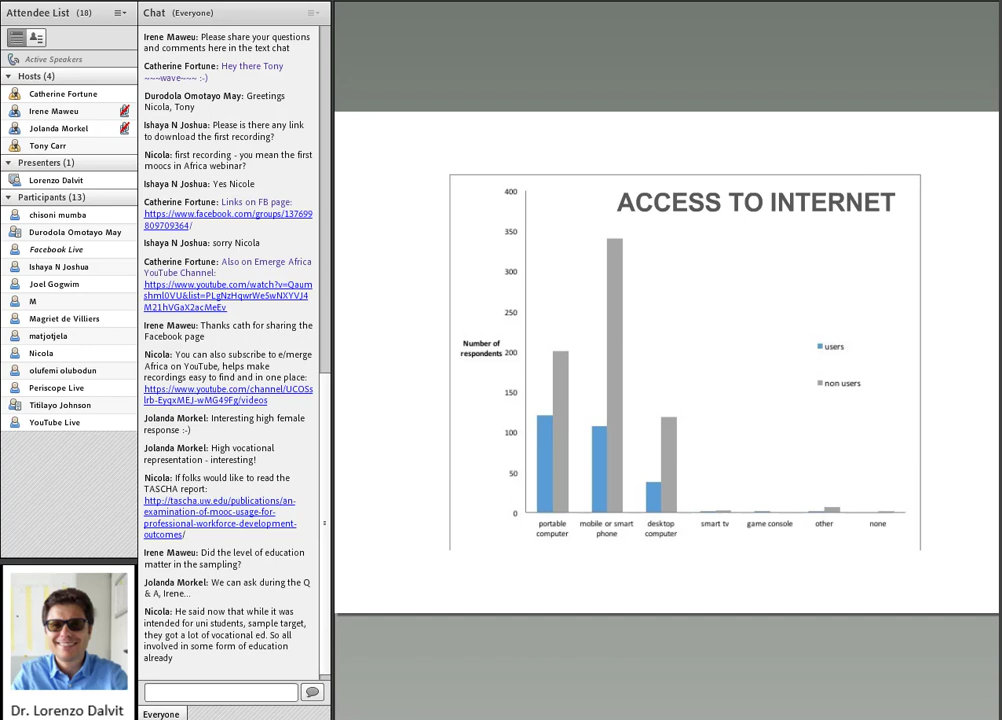 Attendee List (18)
Active Speakers
Hosts (4)
Catherine Fortune
Irene Maweu
Jolanda Morkel
Tony Carr
Presenters (1)
Lorenzo Dalvit
Participants (13)
chisoni mumba
Durodola Omotayo May
Facebook Live
Ishaya N Joshua
Joel Gogwim
M
Magriet de Villiers
matjotjela
Nicola
olufemi olubodun
Periscope Live
Titilayo Johnson
YouTube Live
Dr. Lorenzo Dalvit
Chat (Everyone)
Irene Maweu: Please share your questions
and comments here in the text chat
Catherine Fortune: Hey there Tony
~~~wave~~~ :-)
Durodola Omotayo May: Greetings
Nicola, Tony
Ishaya N Joshua: Please is there any link
to download the first recording?
Nicola: first recording - you mean the first
moocs in Africa webinar?
Ishaya N Joshua: Yes Nicole
Catherine Fortune: Links on FB page:
https://www.facebook.com/groups/137699
809709364/
Ishaya N Joshua: sorry Nicola
Catherine Fortune: Also on Emerge Africa
YouTube Channel:
https://www.youtube.com/watch?v=Qaum
shml0VU&list=PLgNzHqwrWe5wNXYVJ4
M21hVGaX2acMeEv
Irene Maweu: Thanks cath for sharing the
Facebook page
Nicola: You can also subscribe to e/merge
Africa on YouTube, helps make
recordings easy to find and in one place:
https://www.youtube.com/channel/UCOSs
lrb-EyqxMEJ-wMG49Fg/videos
Jolanda Morkel: Interesting high female
response :-)
Jolanda Morkel: High vocational
representation - interesting!
Nicola: If folks would like to read the
TASCHA report:
http://tascha.uw.edu/publications/an-
examination-of-mooc-usage-for-
professional-workforce-development-
outcomes/
Irene Maweu: Did the level of education
matter in the sampling?
Jolanda Morkel: We can ask during the Q
& A, Irene...
Nicola: He said now that while it was
intended for uni students, sample target,
they got a lot of vocational ed. So all
involved in some form of education
already
Everyone
ACCESS TO INTERNET
400
350
300
250
200
150
100
50
0
Number of
respondents
users
non users
portable
computer
mobile or smart
phone
desktop
computer
smart tv
game console
other
none